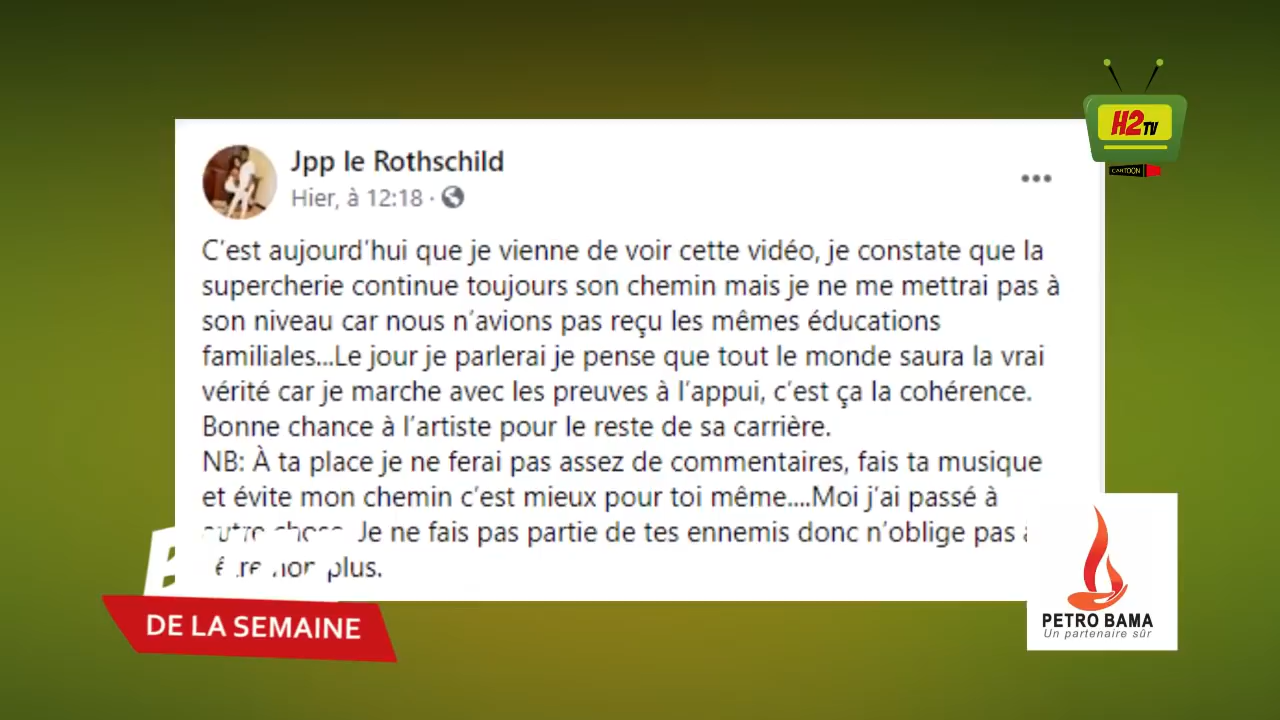 H2TV
CARTOON
Jpp le Rothschild
Hier, à 12:18 ·
C'est aujourd'hui que je vienne de voir cette vidéo, je constate que la
supercherie continue toujours son chemin mais je ne me mettrai pas à
son niveau car nous n'avions pas reçu les mêmes éducations
familiales...Le jour je parlerai je pense que tout le monde saura la vrai
vérité car je marche avec les preuves à l'appui, c'est ça la cohérence.
Bonne chance à l'artiste pour le reste de sa carrière.
NB: À ta place je ne ferai pas assez de commentaires, fais ta musique
et évite mon chemin c'est mieux pour toi même....Moi j'ai passé à
autre chose. Je ne fais pas partie de tes ennemis donc n'oblige pas à
l'être non plus.
DE LA SEMAINE
PETRO BAMA
Un partenaire sûr